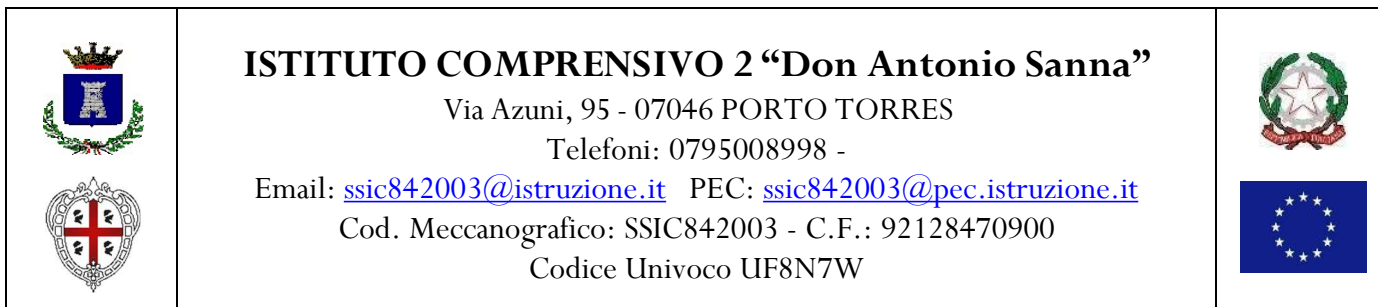 ISTITUTO COMPRENSIVO 2 “Don Antonio Sanna”
Via Azuni, 95 - 07046 PORTO TORRES
Telefoni: 0795008998 -
Email: ssic842003@istruzione.it PEC: ssic842003@pec.istruzione.it
Cod. Meccanografico: SSIC842003 - C.F.: 92128470900
Codice Univoco UF8N7W